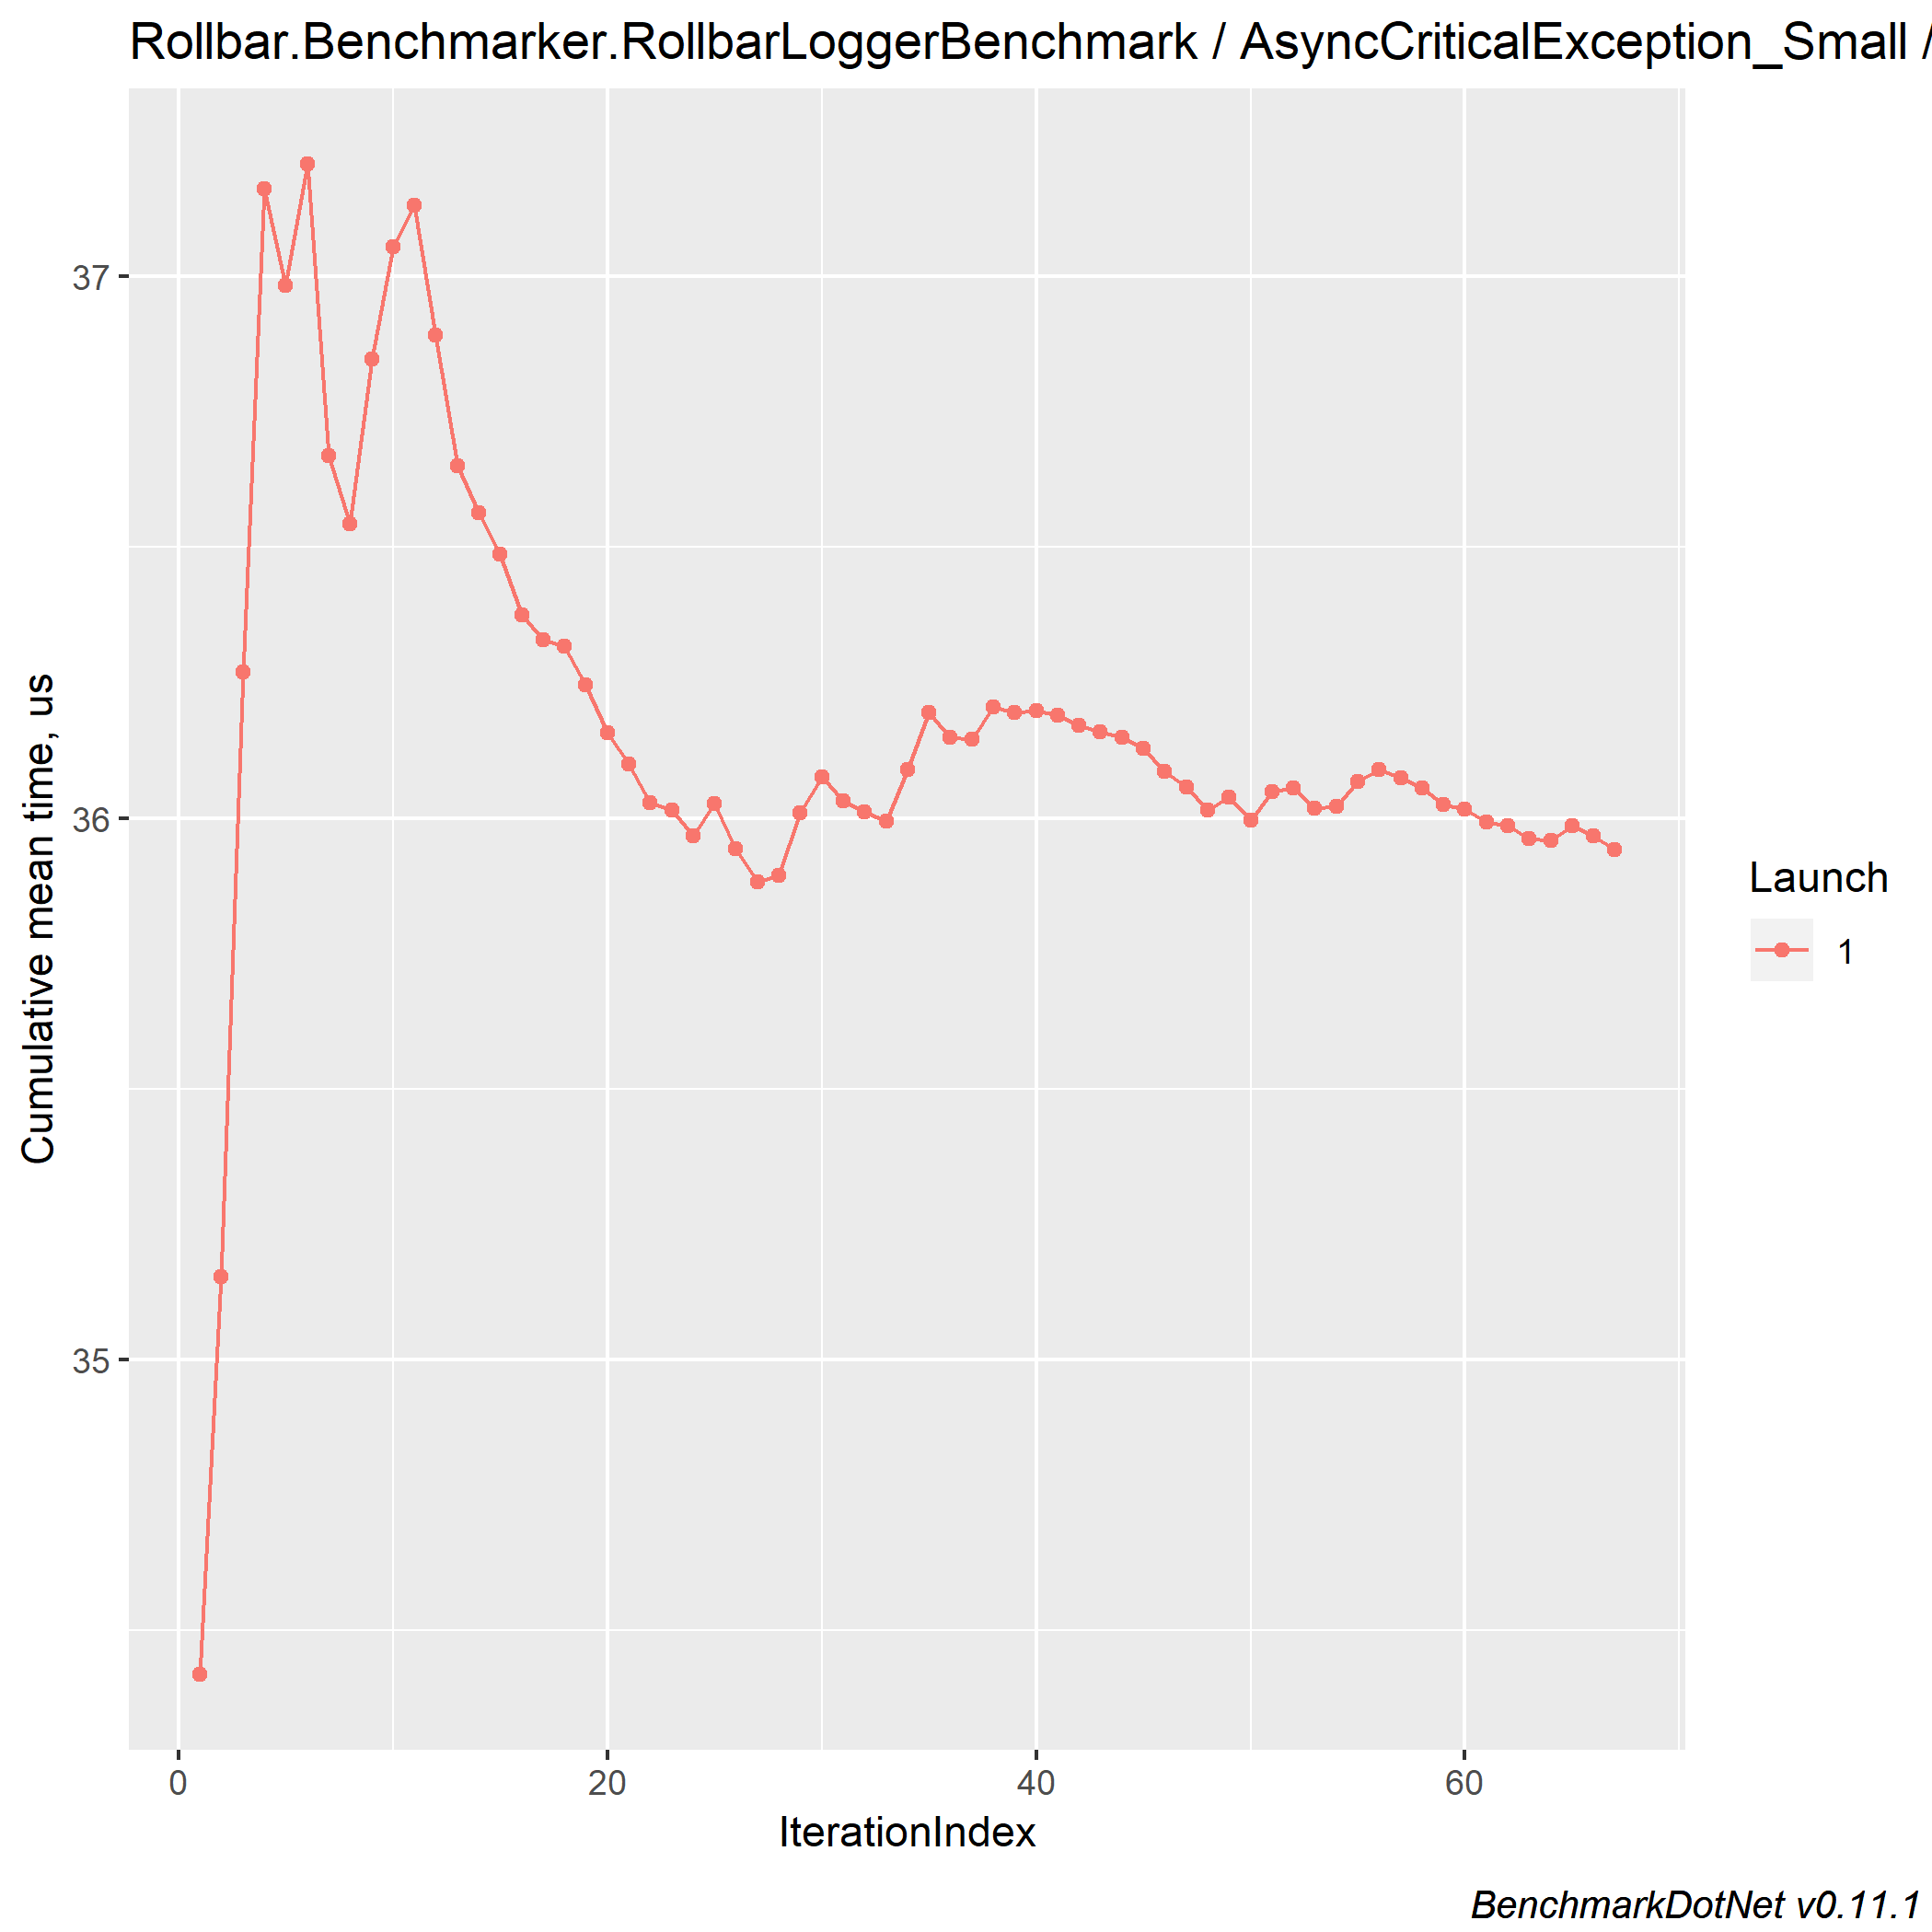 Rollbar.Benchmarker.RollbarLoggerBenchmark / AsyncCriticalException_Small /
37
36
35
Cumulative mean time, us
0 20 40 60
IterationIndex
Launch
1
BenchmarkDotNet v0.11.1